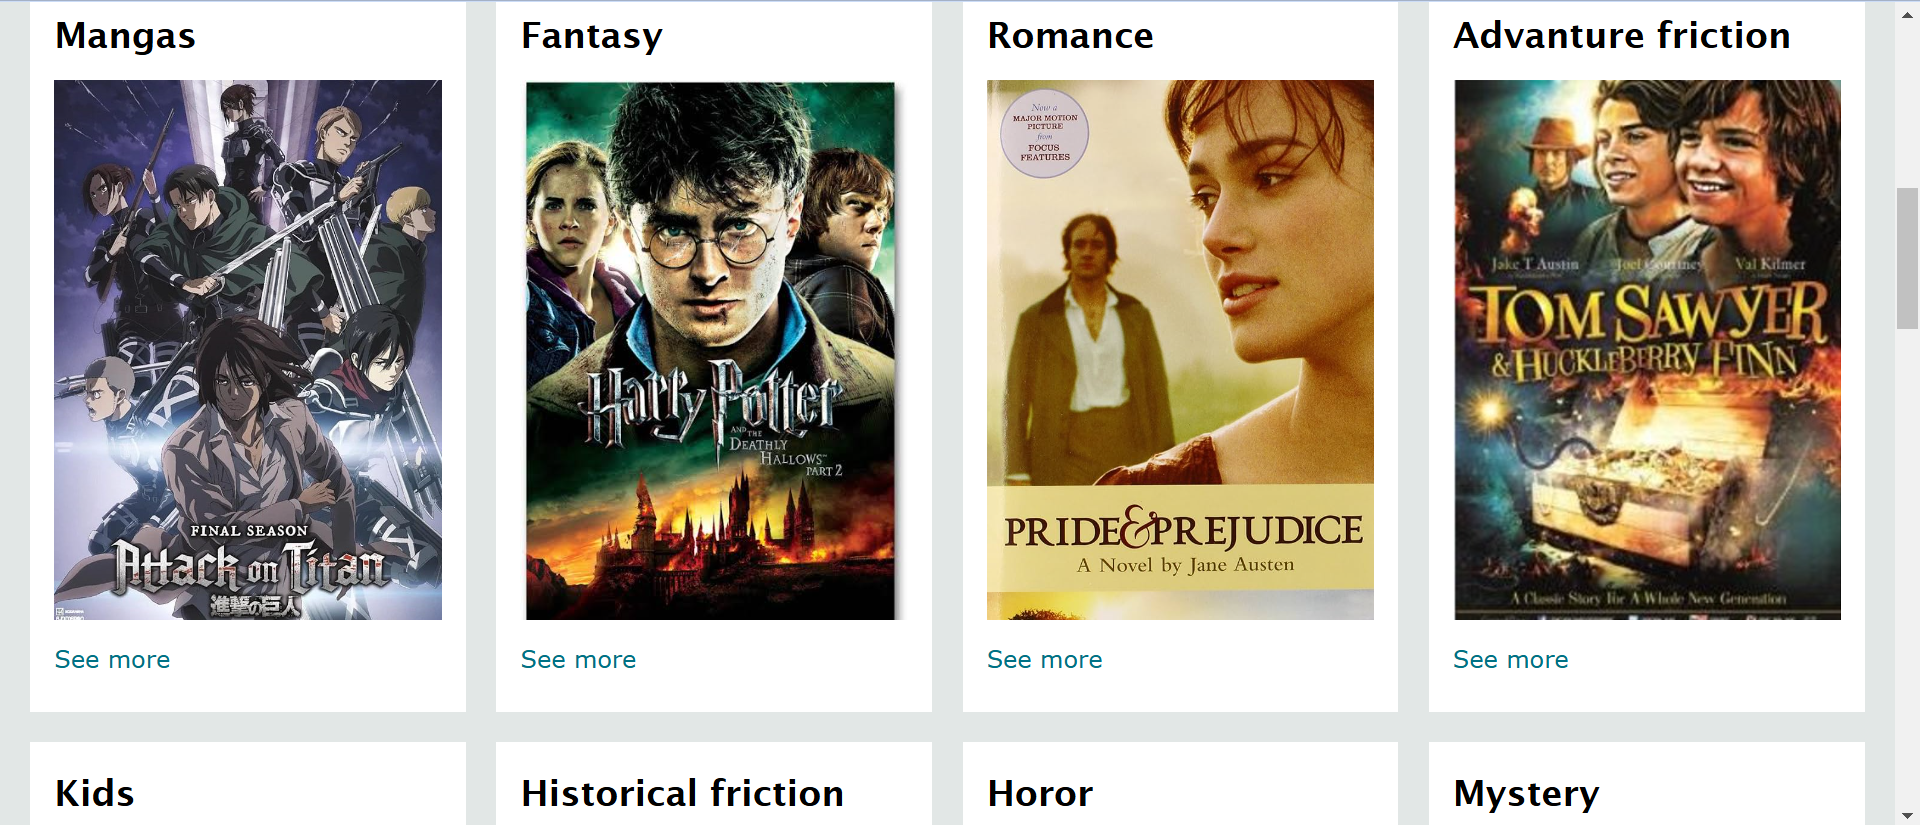 Mangas
FINAL SEASON
Attack on Titan
進撃の巨人
See more
Fantasy
Harry Potter
AND THE
DEATHLY
HALLOWS™
PART 2
See more
Romance
New a
MAJOR MOTION
PICTURE
from
FOCUS
FEATURES
PRIDE & PREJUDICE
A Novel by Jane Austen
See more
Advanture friction
Jake T Austin Joel Courtney Val Kilmer
TOM SAWYER
& HUCKLEBERRY FINN
A Classic Story For A Whole New Generation
See more
Kids
Historical friction
Horor
Mystery